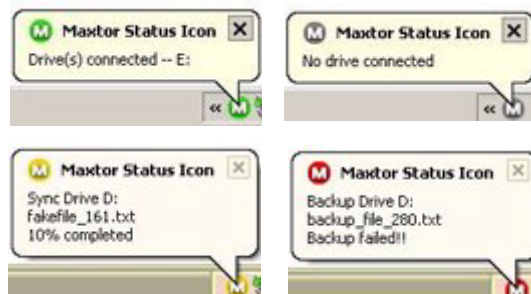 Maxtor Status Icon
Drive(s) connected -- E:
«
Maxtor Status Icon
No drive connected
«
Maxtor Status Icon
Sync Drive D:
fakefile_161.txt
10% completed
Maxtor Status Icon
Backup Drive D:
backup_file_280.txt
Backup failed!!